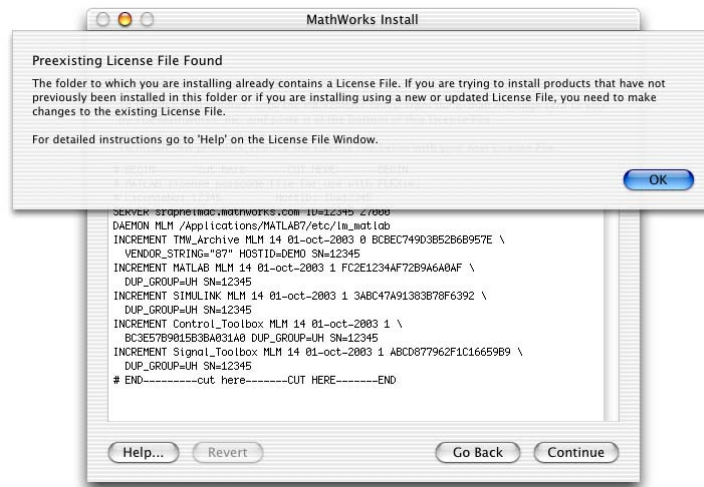 MathWorks Install
Preexisting License File Found
The folder to which you are installing already contains a License File. If you are trying to install products that have not
previously been installed in this folder or if you are installing using a new or updated License File, you need to make
changes to the existing License File.
For detailed instructions go to 'Help' on the License File Window.
OK
SERVER sraphelmac.mathworks.com ID=12345 27000
DAEMON MLM /Applications/MATLAB7/etc/lm_matlab
INCREMENT TMW_Archive MLM 14 01-oct-2003 0 BCBEC749D3B52B6B957E \
VENDOR_STRING="87" HOSTID=DEMO SN=12345
INCREMENT MATLAB MLM 14 01-oct-2003 1 FC2E1234AF72B9A6A0AF \
DUP_GROUP=UH SN=12345
INCREMENT SIMULINK MLM 14 01-oct-2003 1 3ABC47A91383B78F6392 \
DUP_GROUP=UH SN=12345
INCREMENT Control_Toolbox MLM 14 01-oct-2003 1 \
BC3E57B9015B3BA031A0 DUP_GROUP=UH SN=12345
INCREMENT Signal_Toolbox MLM 14 01-oct-2003 1 ABCD877962F1C16659B9 \
DUP_GROUP=UH SN=12345
# END---------cut here-------CUT HERE-------END
Help...
Revert
Go Back
Continue